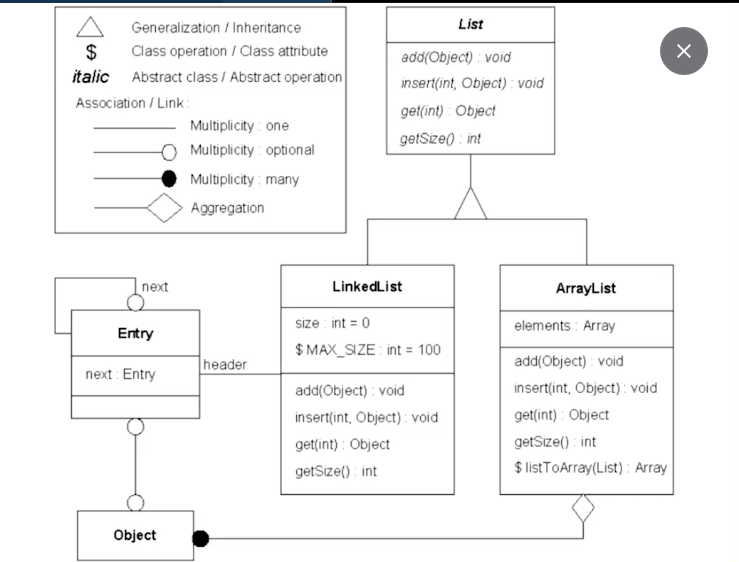 Generalization / Inheritance
$ Class operation / Class attribute
italic Abstract class / Abstract operation
Association / Link :
Multiplicity : one
Multiplicity : optional
Multiplicity : many
Aggregation
List
add(Object) : void
insert(int, Object) : void
get(int) : Object
getSize() : int
next
Entry
next : Entry
header
LinkedList
size : int = 0
$ MAX_SIZE : int = 100
add(Object) : void
insert(int, Object) : void
get(int) : Object
getSize() : int
ArrayList
elements : Array
add(Object) : void
insert(int, Object) : void
get(int) : Object
getSize() : int
$ listToArray(List) : Array
Object